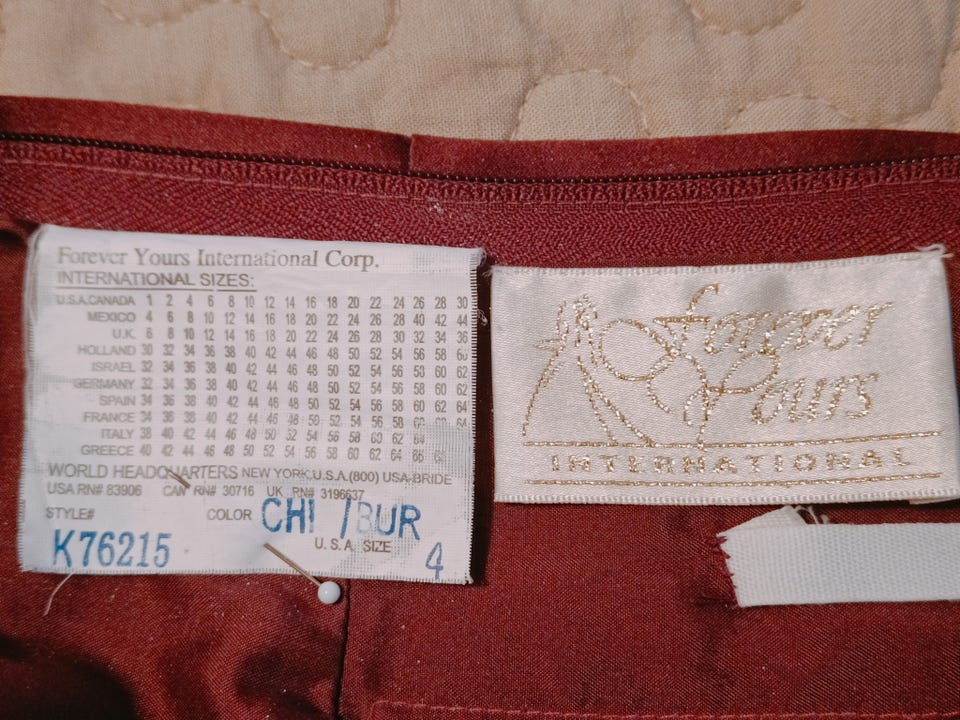 Forever Yours International Corp.
INTERNATIONAL SIZES:
U.S.A.CANADA 1 2 4 6 8 10 12 14 16 18 20 22 24 26 28 30
MEXICO 4 6 8 10 12 14 16 18 20 22 24 26 28 40 42 44
U.K. 6 8 10 12 14 16 18 20 22 24 26 28 30 32 34 36
HOLLAND 30 32 34 36 38 40 42 44 46 48 50 52 54 56 58 60
ISRAEL 32 34 36 38 40 42 44 46 48 50 52 54 56 58 60 62
GERMANY 32 34 36 38 40 42 44 46 48 50 52 54 56 58 60 62
SPAIN 34 36 38 40 42 44 46 48 50 52 54 56 58 60 62 64
FRANCE 34 36 38 40 42 44 46 48 50 52 54 56 58 60 62 64
ITALY 38 40 42 44 46 48 50 52 54 56 58 60 62 64
GREECE 40 42 44 46 48 50 52 54 56 58 60 62 64
WORLD HEADQUARTERS NEW YORK U.S.A.(800) USA-BRIDE
USA RN# 83906 CAN RN# 30716 UK RN# 3196637
STYLE# COLOR CHI /BUR
K76215 U.S.A SIZE 4
Forever
Yours
INTERNATIONAL